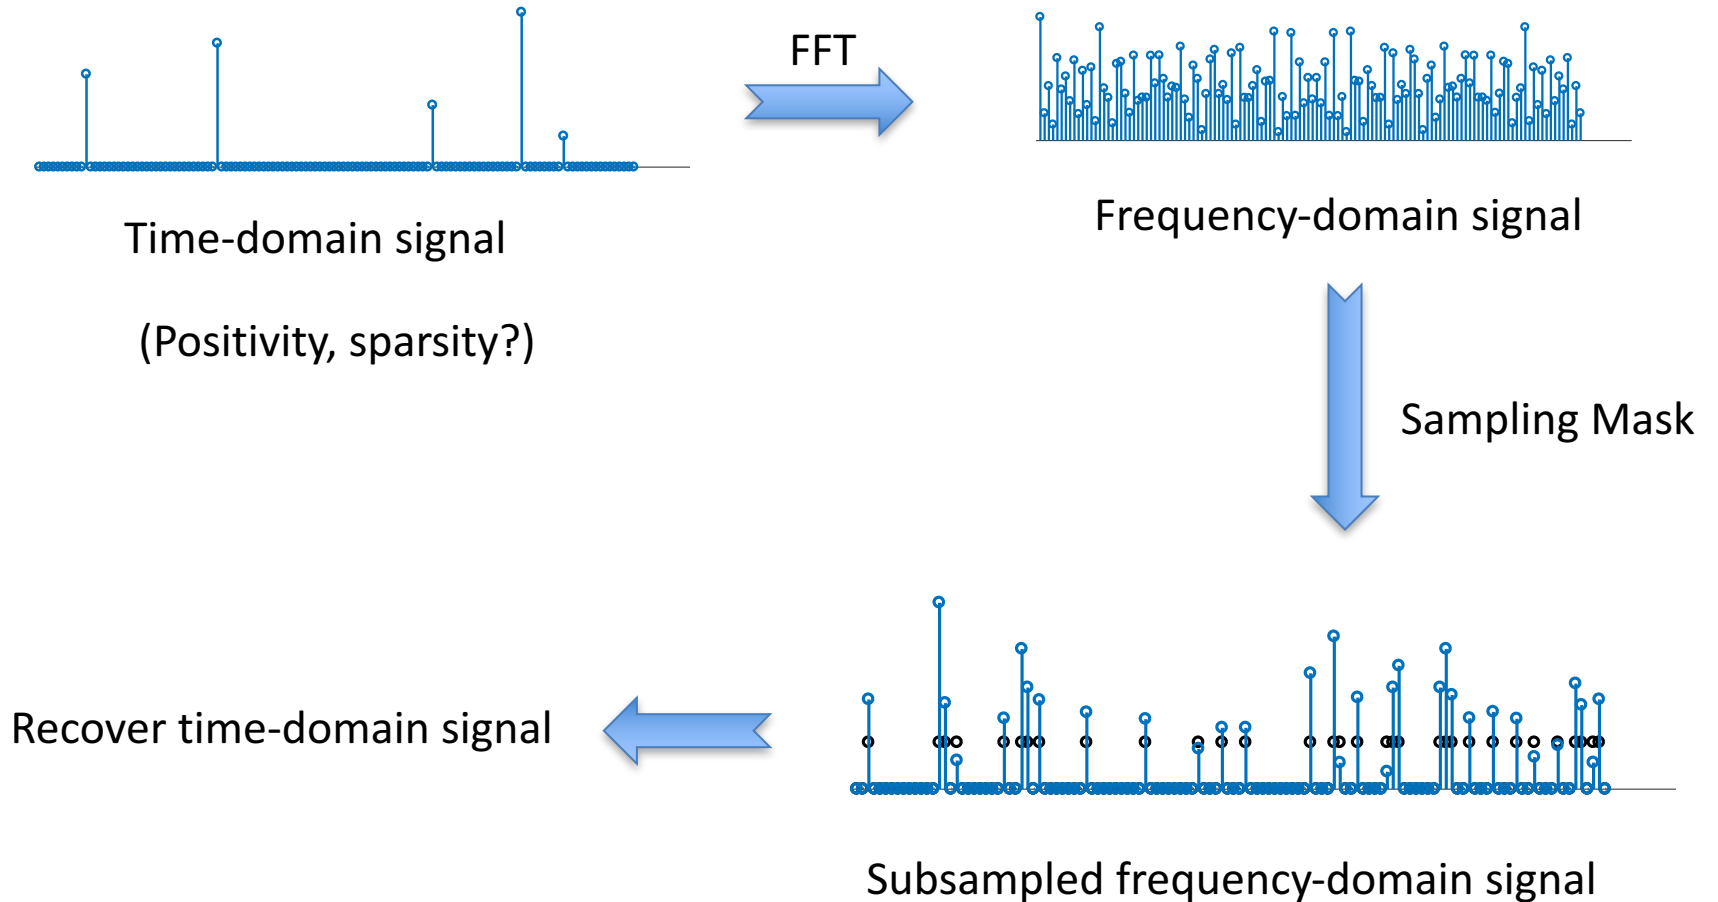 FFT
Time-domain signal
(Positivity, sparsity?)
Frequency-domain signal
Sampling Mask
Recover time-domain signal
Subsampled frequency-domain signal